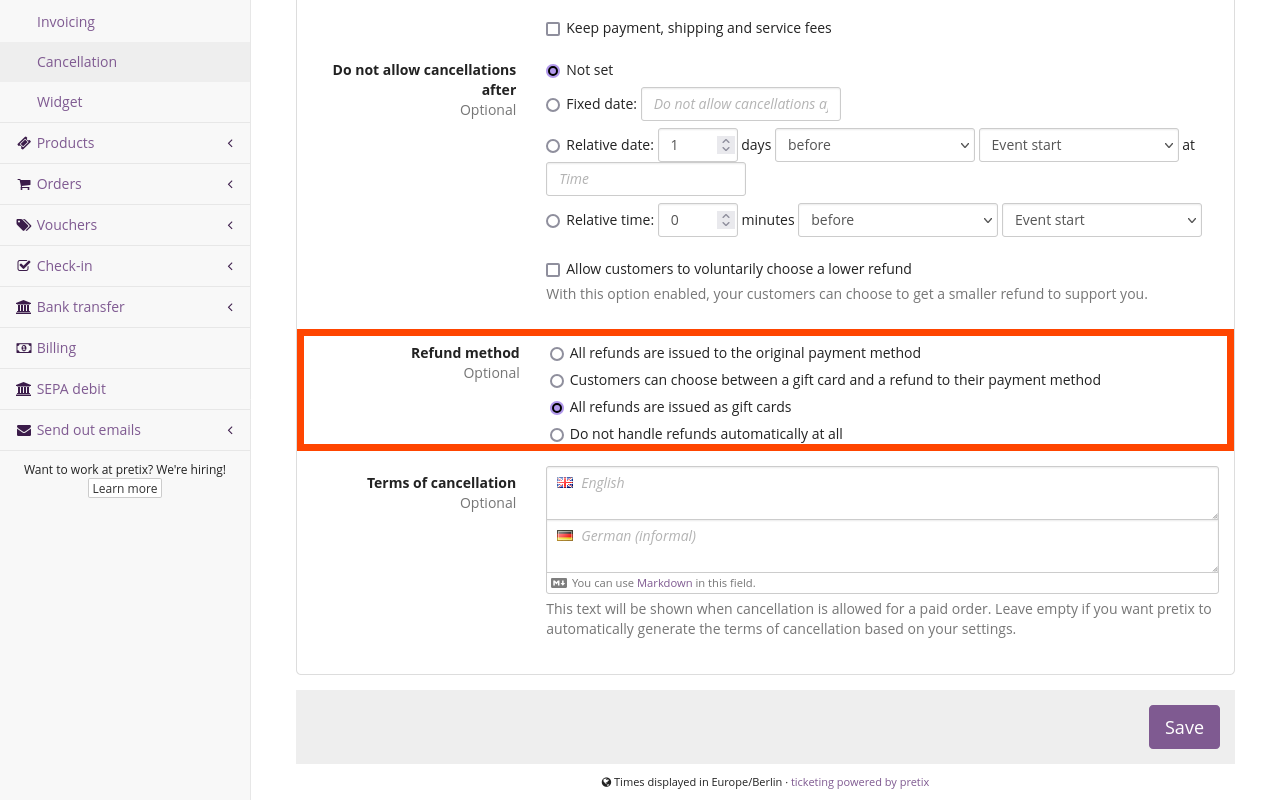 Invoicing
Cancellation
Widget
Products
Orders
Vouchers
Check-in
Bank transfer
Billing
SEPA debit
Send out emails
Want to work at pretix? We're hiring!
Learn more
Keep payment, shipping and service fees
Do not allow cancellations after
Optional
Not set
Fixed date: Do not allow cancellations a
Relative date: 1 days before Event start at
Time
Relative time: 0 minutes before Event start
Allow customers to voluntarily choose a lower refund
With this option enabled, your customers can choose to get a smaller refund to support you.
Refund method
Optional
All refunds are issued to the original payment method
Customers can choose between a gift card and a refund to their payment method
All refunds are issued as gift cards
Do not handle refunds automatically at all
Terms of cancellation
Optional
English
German (informal)
You can use Markdown in this field.
This text will be shown when cancellation is allowed for a paid order. Leave empty if you want pretix to
automatically generate the terms of cancellation based on your settings.
Save
Times displayed in Europe/Berlin · ticketing powered by pretix